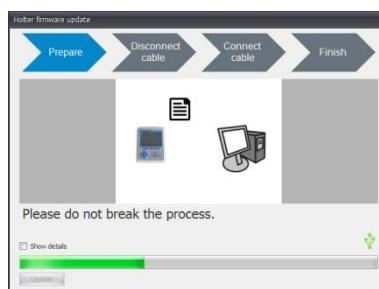 Holter firmware update
Prepare
Disconnect
cable
Connect
cable
Finish
Please do not break the process.
Show details
Update